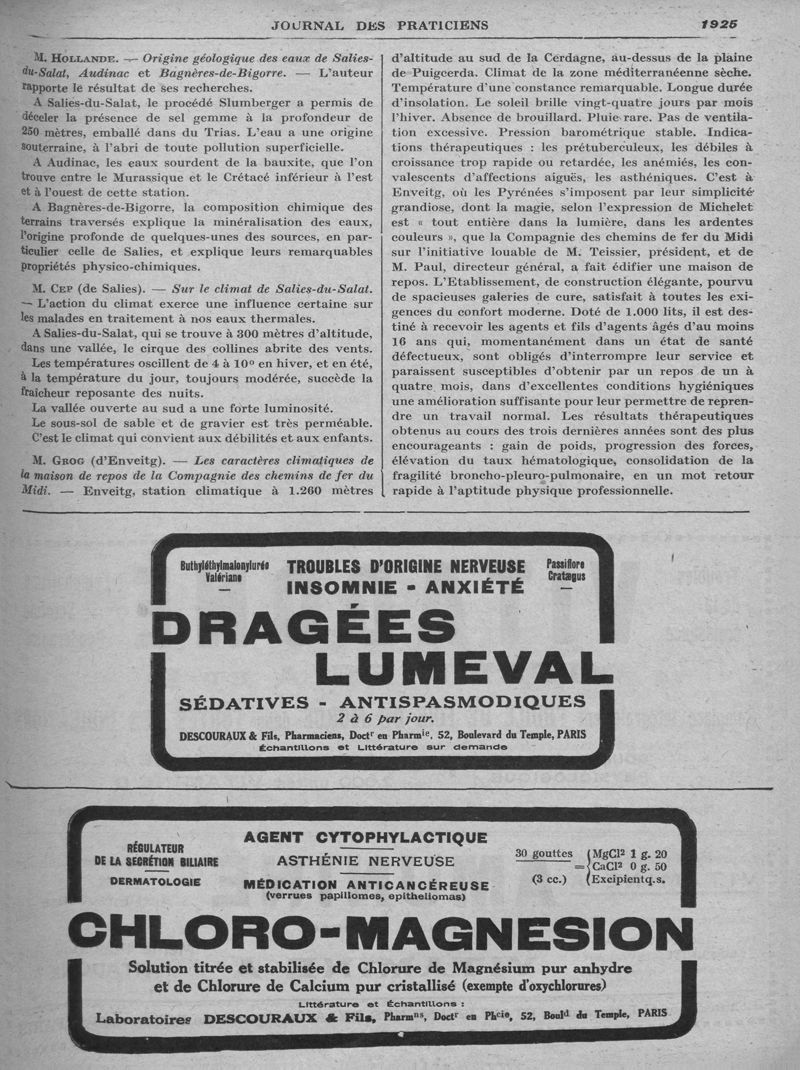 JOURNAL DES PRATICIENS 1925
M. HOLLANDE. — Origine géologique des eaux de Salies-
du-Salat, Audinac et Bagnères-de-Bigorre. — L'auteur
rapporte le résultat de ses recherches.
A Salies-du-Salat, le procédé Slumberger a permis de
déceler la présence de sel gemme à la profondeur de
250 mètres, emballé dans du Trias. L'eau a une origine
souterraine, à l'abri de toute pollution superficielle.
A Audinac, les eaux sourdent de la bauxite, que l'on
trouve entre le Murassique et le Crétacé inférieur à l'est
et à l'ouest de cette station.
A Bagnères-de-Bigorre, la composition chimique des
terrains traversés explique la minéralisation des eaux,
l'origine profonde de quelques-unes des sources, en par-
ticulier celle de Salies, et explique leurs remarquables
propriétés physico-chimiques.
M. CEP (de Salies). — Sur le climat de Salies-du-Salat.
— L'action du climat exerce une influence certaine sur
les malades en traitement à nos eaux thermales.
A Salies-du-Salat, qui se trouve à 300 mètres d'altitude,
dans une vallée, le cirque des collines abrite des vents.
Les températures oscillent de 4 à 10° en hiver, et en été,
à la température du jour, toujours modérée, succède la
fraîcheur reposante des nuits.
La vallée ouverte au sud a une forte luminosité.
Le sous-sol de sable et de gravier est très perméable.
C'est le climat qui convient aux débilités et aux enfants.
M. GROG (d'Enveitg). — Les caractères climatiques de
la maison de repos de la Compagnie des chemins de fer du
Midi. — Enveitg, station climatique à 1.260 mètres
d'altitude au sud de la Cerdagne, au-dessus de la plaine
de Puigcerda. Climat de la zone méditerranéenne sèche.
Température d'une constance remarquable. Longue durée
d'insolation. Le soleil brille vingt-quatre jours par mois
l'hiver. Absence de brouillard. Pluie rare. Pas de ventila-
tion excessive. Pression barométrique stable. Indica-
tions thérapeutiques : les prétuberculeux, les débiles à
croissance trop rapide ou retardée, les anémiés, les con-
valescents d'affections aiguës, les asthéniques. C'est à
Enveitg, où les Pyrénées s'imposent par leur simplicité
grandiose, dont la magie, selon l'expression de Michelet
est « tout entière dans la lumière, dans les ardentes
couleurs », que la Compagnie des chemins de fer du Midi
sur l'initiative louable de M. Teissier, président, et de
M. Paul, directeur général, a fait édifier une maison de
repos. L'Etablissement, de construction élégante, pourvu
de spacieuses galeries de cure, satisfait à toutes les exi-
gences du confort moderne. Doté de 1.000 lits, il est des-
tiné à recevoir les agents et fils d'agents âgés d'au moins
16 ans qui, momentanément dans un état de santé
défectueux, sont obligés d'interrompre leur service et
paraissent susceptibles d'obtenir par un repos de un à
quatre mois, dans d'excellentes conditions hygiéniques
une amélioration suffisante pour leur permettre de repren-
dre un travail normal. Les résultats thérapeutiques
obtenus au cours des trois dernières années sont des plus
encourageants : gain de poids, progression des forces,
élévation du taux hématologique, consolidation de la
fragilité broncho-pleuro-pulmonaire, en un mot retour
rapide à l'aptitude physique professionnelle.
Buthyléthylmalonylurée
Valériane
TROUBLES D'ORIGINE NERVEUSE
INSOMNIE - ANXIÉTÉ
Passiflore
Cratægus
DRAGÉES
LUMEVAL
SÉDATIVES - ANTISPASMODIQUES
2 à 6 par jour.
DESCOURAUX & Fils, Pharmaciens, Doctr en Pharmie, 52, Boulevard du Temple, PARIS
Échantillons et Littérature sur demande
RÉGULATEUR
DE LA SECRÉTION BILIAIRE
DERMATOLOGIE
AGENT CYTOPHYLACTIQUE
ASTHÉNIE NERVEUSE
MÉDICATION ANTICANCÉREUSE
(verrues papillomes, epitheliomas)
30 gouttes
(3 cc.)
= { MgCl2 1 g. 20
CaCl2 0 g. 50
Excipient q.s.
CHLORO-MAGNESION
Solution titrée et stabilisée de Chlorure de Magnésium pur anhydre
et de Chlorure de Calcium pur cristallisé (exempte d'oxychlorures)
Littérature et Échantillons :
Laboratoires DESCOURAUX & Fils, Pharmns, Doctr en Phcie, 52, Bould du Temple, PARIS